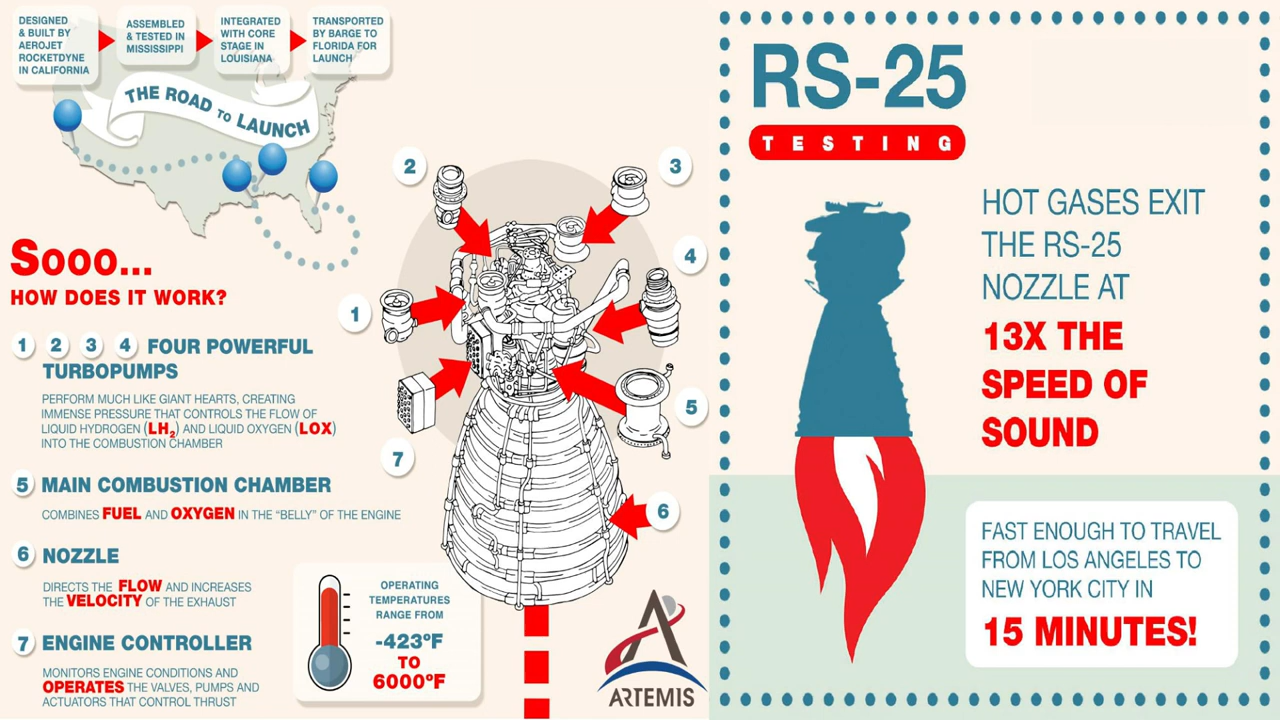 DESIGNED
& BUILT BY
AEROJET
ROCKETDYNE
IN CALIFORNIA
ASSEMBLED
& TESTED IN
MISSISSIPPI
INTEGRATED
WITH CORE
STAGE IN
LOUISIANA
TRANSPORTED
BY BARGE TO
FLORIDA FOR
LAUNCH
THE ROAD TO LAUNCH
Sooo...
HOW DOES IT WORK?
1 2 3 4 FOUR POWERFUL
TURBOPUMPS
PERFORM MUCH LIKE GIANT HEARTS, CREATING
IMMENSE PRESSURE THAT CONTROLS THE FLOW OF
LIQUID HYDROGEN (LH₂) AND LIQUID OXYGEN (LOX)
INTO THE COMBUSTION CHAMBER
5 MAIN COMBUSTION CHAMBER
COMBINES FUEL AND OXYGEN IN THE "BELLY" OF THE ENGINE
6 NOZZLE
DIRECTS THE FLOW AND INCREASES
THE VELOCITY OF THE EXHAUST
7 ENGINE CONTROLLER
MONITORS ENGINE CONDITIONS AND
OPERATES THE VALVES, PUMPS AND
ACTUATORS THAT CONTROL THRUST
2
3
4
1
5
7
6
OPERATING
TEMPERATURES
RANGE FROM
-423ºF
TO
6000ºF
ARTEMIS
RS-25
TESTING
HOT GASES EXIT
THE RS-25
NOZZLE AT
13X THE
SPEED OF
SOUND
FAST ENOUGH TO TRAVEL
FROM LOS ANGELES TO
NEW YORK CITY IN
15 MINUTES!